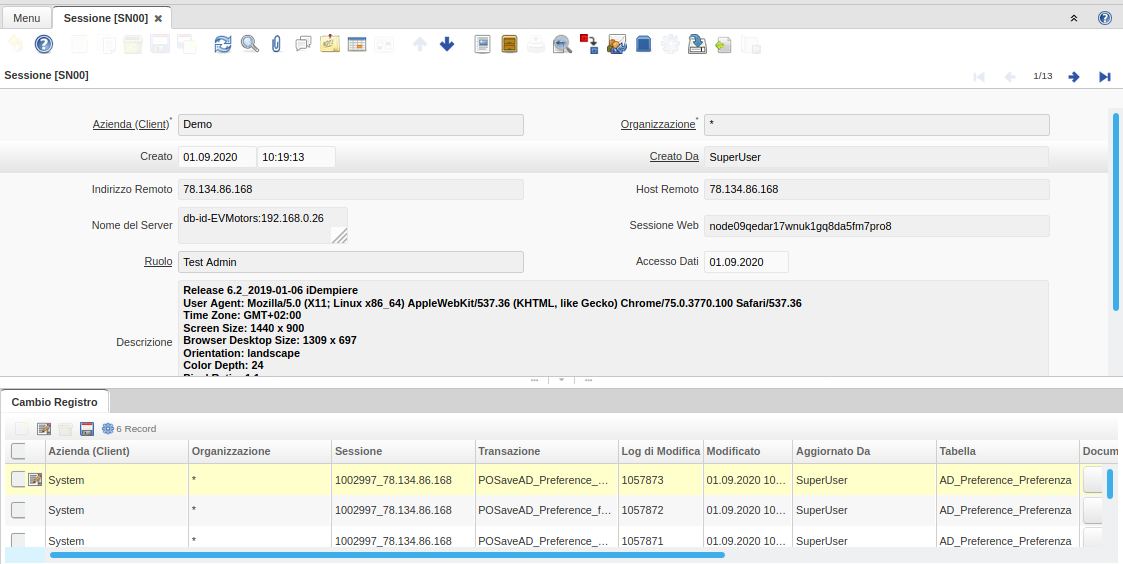 Menu
Sessione [SN00]
Sessione [SN00]
1/13
Azienda (Client)* Demo
Organizzazione* *
Creato 01.09.2020 10:19:13
Creato Da SuperUser
Indirizzo Remoto 78.134.86.168
Host Remoto 78.134.86.168
Nome del Server db-id-EVMotors:192.168.0.26
Sessione Web node09qedar17wnuk1gq8da5fm7pro8
Ruolo Test Admin
Accesso Dati 01.09.2020
Descrizione
Release 6.2_2019-01-06 iDempiere
User Agent: Mozilla/5.0 (X11; Linux x86_64) AppleWebKit/537.36 (KHTML, like Gecko) Chrome/75.0.3770.100 Safari/537.36
Time Zone: GMT+02:00
Screen Size: 1440 x 900
Browser Desktop Size: 1309 x 697
Orientation: landscape
Color Depth: 24
Cambio Registro
6 Record
Azienda (Client) Organizzazione Sessione Transazione Log di Modifica Modificato Aggiornato Da Tabella Docum
System * 1002997_78.134.86.168 POSaveAD_Preference_... 1057873 01.09.2020 10... SuperUser AD_Preference_Preferenza
System * 1002997_78.134.86.168 POSaveAD_Preference_f... 1057872 01.09.2020 10... SuperUser AD_Preference_Preferenza
System * 1002997_78.134.86.168 POSaveAD_Preference_... 1057871 01.09.2020 10... SuperUser AD_Preference_Preferenza